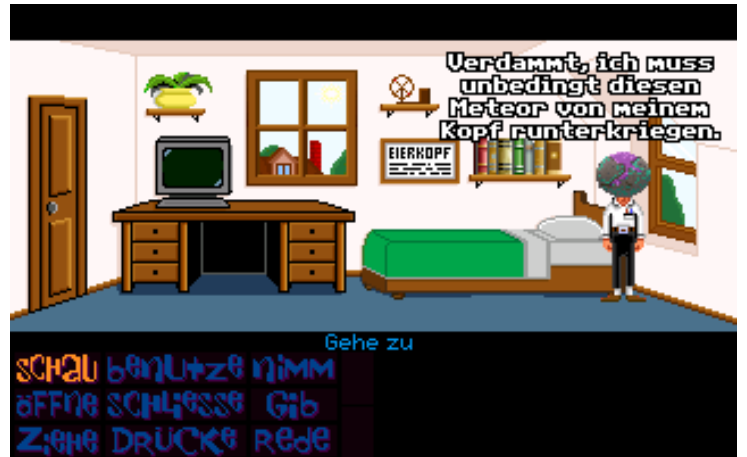 Verdammt, ich muss
unbedingt diesen
Meteor von meinem
Kopf runterkriegen.
EIERKOPF
Gehe zu
SCHAU benUtze nimm
öFFne SCHLiesse Gib
Ziehe DRÜCKe Rede